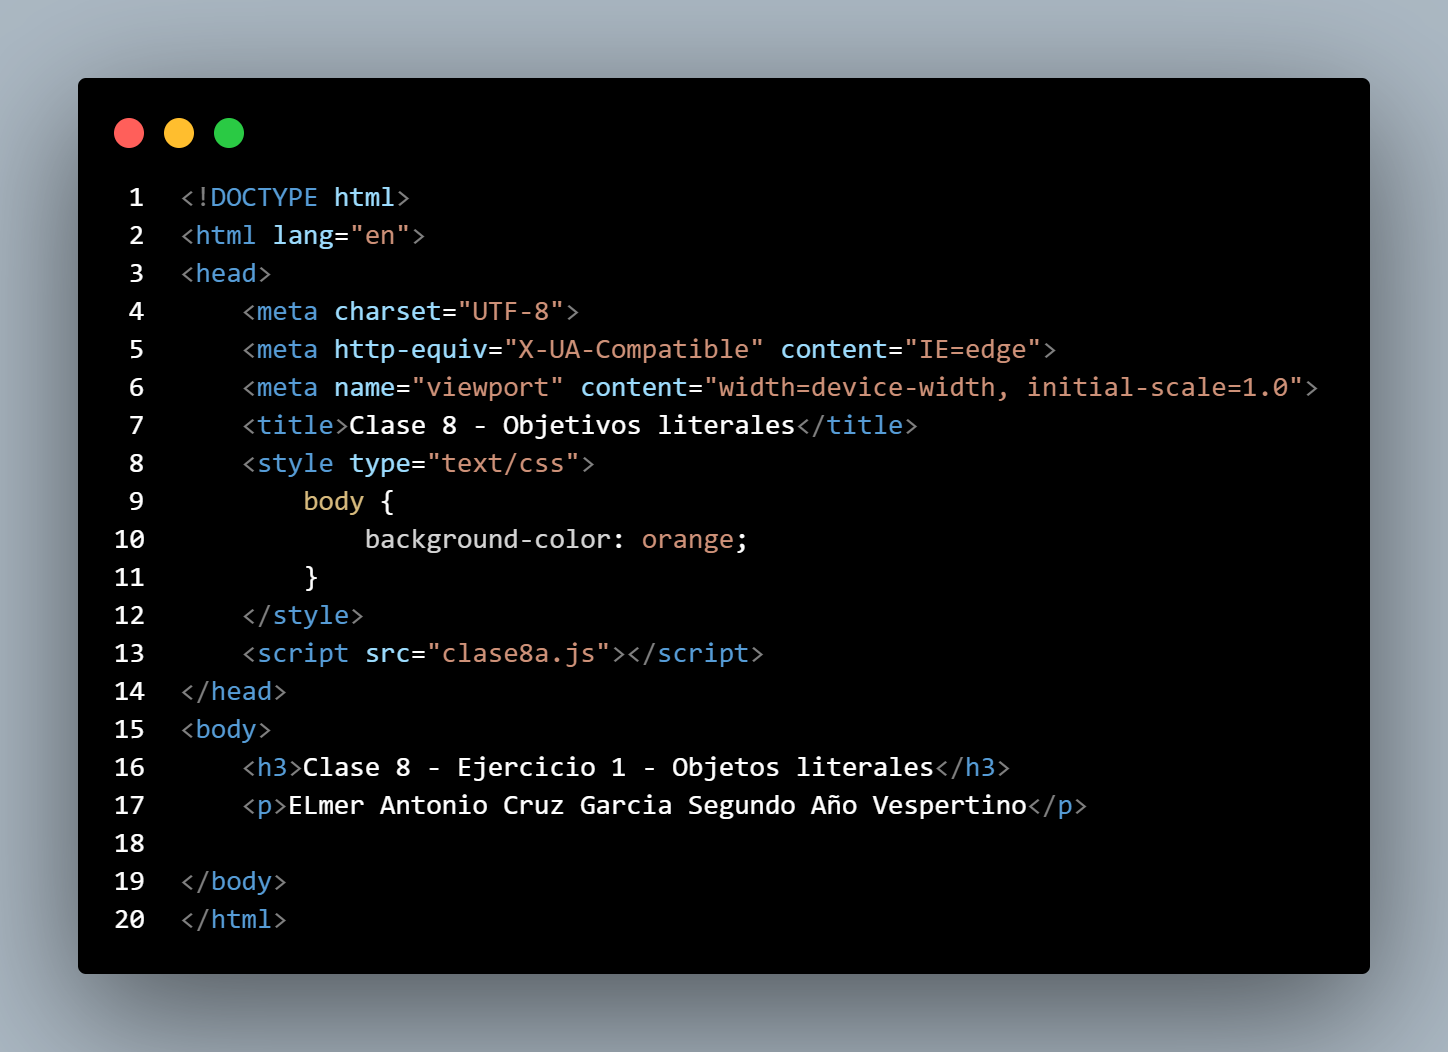 1 <!DOCTYPE html>
2 <html lang="en">
3 <head>
4     <meta charset="UTF-8">
5     <meta http-equiv="X-UA-Compatible" content="IE=edge">
6     <meta name="viewport" content="width=device-width, initial-scale=1.0">
7     <title>Clase 8 - Objetivos literales</title>
8     <style type="text/css">
9         body {
10             background-color: orange;
11         }
12     </style>
13     <script src="clase8a.js"></script>
14 </head>
15 <body>
16     <h3>Clase 8 - Ejercicio 1 - Objetos literales</h3>
17     <p>ELmer Antonio Cruz Garcia Segundo Año Vespertino</p>
18
19 </body>
20 </html>